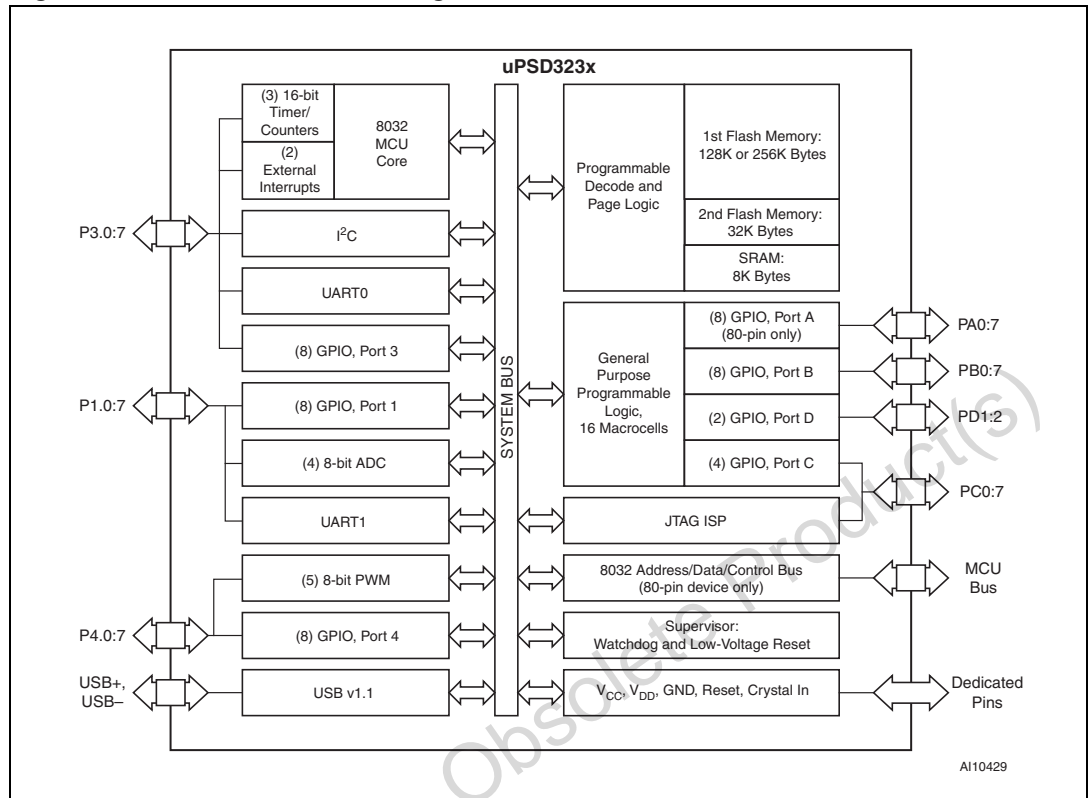 uPSD323x
(3) 16-bit
Timer/
Counters
(2)
External
Interrupts
8032
MCU
Core
I²C
UART0
(8) GPIO, Port 3
(8) GPIO, Port 1
(4) 8-bit ADC
UART1
(5) 8-bit PWM
(8) GPIO, Port 4
USB v1.1
P3.0:7
P1.0:7
P4.0:7
USB+,
USB–
SYSTEM BUS
Programmable
Decode and
Page Logic
1st Flash Memory:
128K or 256K Bytes
2nd Flash Memory:
32K Bytes
SRAM:
8K Bytes
General
Purpose
Programmable
Logic,
16 Macrocells
(8) GPIO, Port A
(80-pin only)
(8) GPIO, Port B
(2) GPIO, Port D
(4) GPIO, Port C
JTAG ISP
8032 Address/Data/Control Bus
(80-pin device only)
Supervisor:
Watchdog and Low-Voltage Reset
VCC, VDD, GND, Reset, Crystal In
PA0:7
PB0:7
PD1:2
PC0:7
MCU
Bus
Dedicated
Pins
Obsolete Product(s)
AI10429